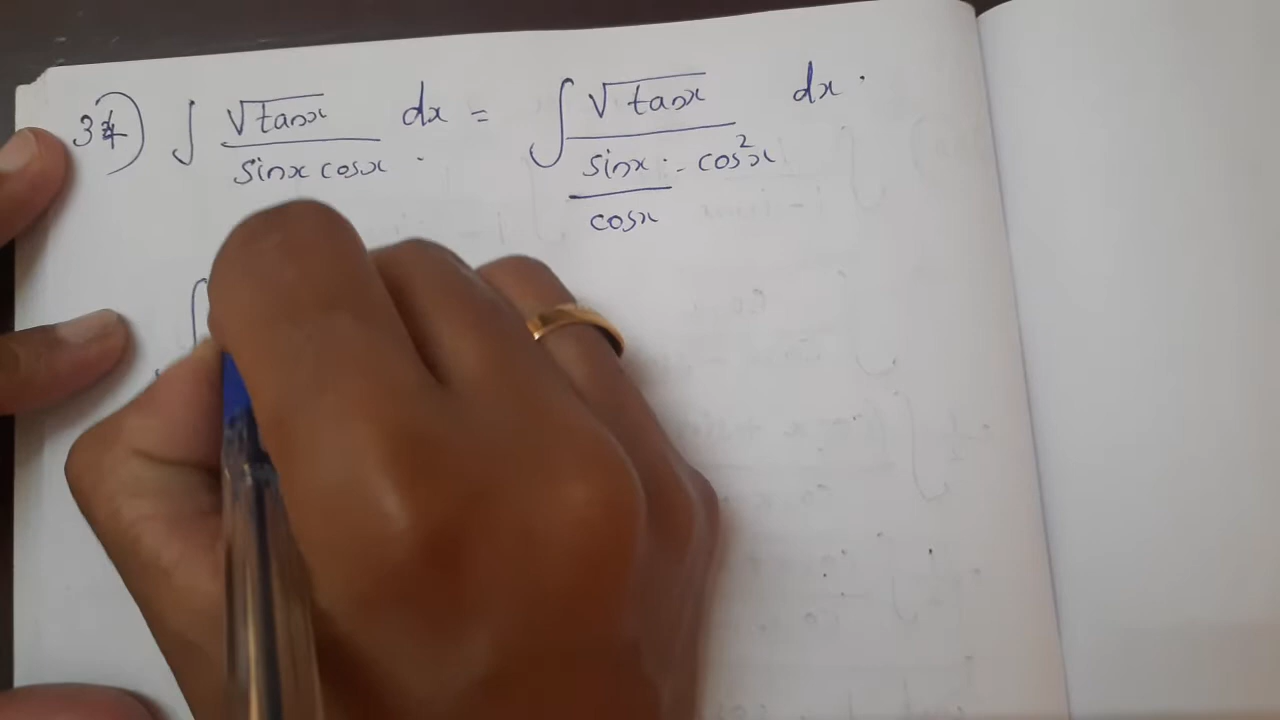 34) ∫ √tanx / sinx cosx dx = ∫ √tanx / (sinx / cosx · cos²x) dx.
∫